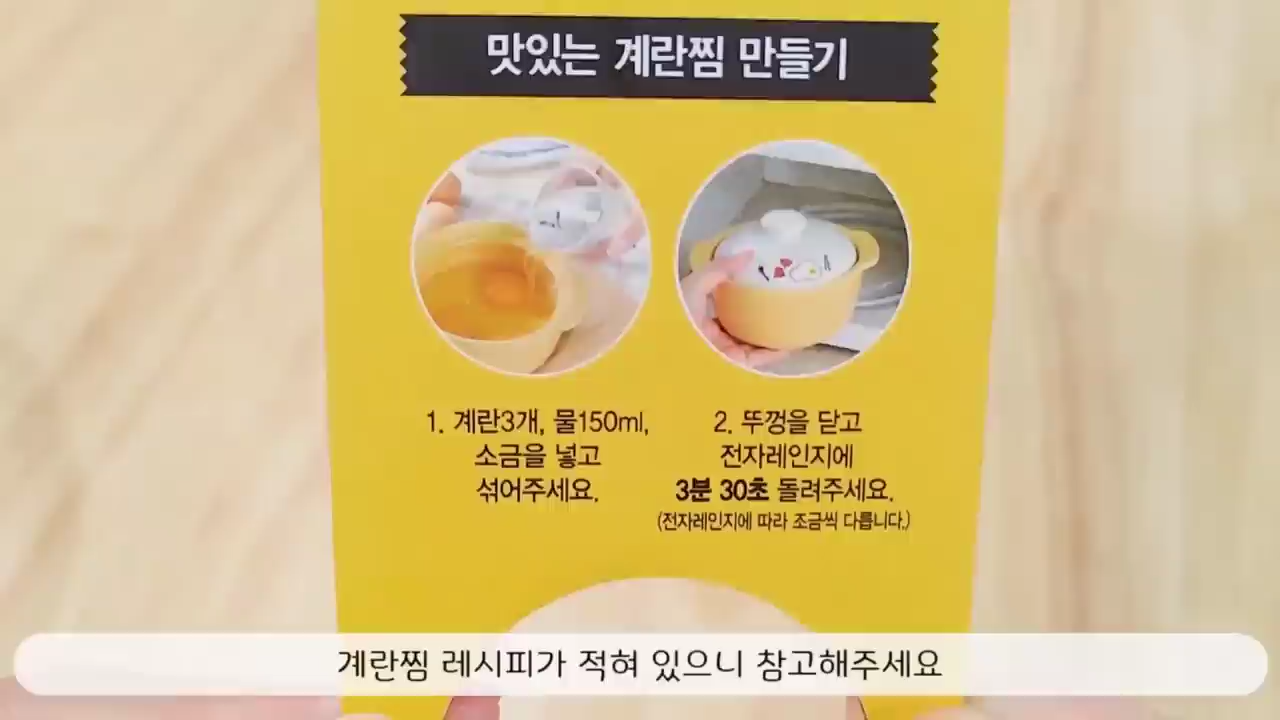 맛있는 계란찜 만들기
1. 계란3개, 물150ml,
소금을 넣고
섞어주세요.
2. 뚜껑을 닫고
전자레인지에
3분 30초 돌려주세요.
(전자레인지에 따라 조금씩 다릅니다.)
계란찜 레시피가 적혀 있으니 참고해주세요